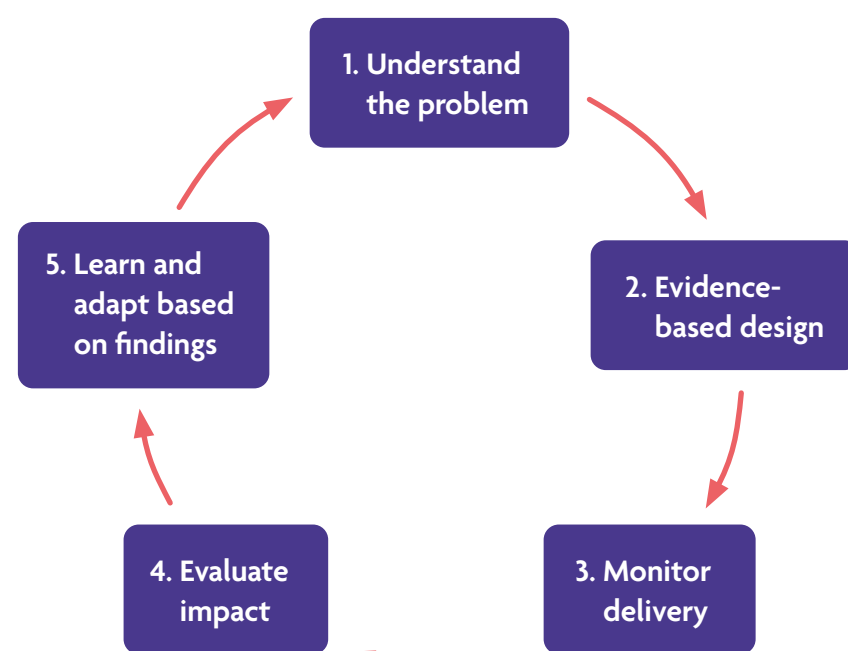 1. Understand
the problem
2. Evidence-
based design
3. Monitor
delivery
4. Evaluate
impact
5. Learn and
adapt based
on findings